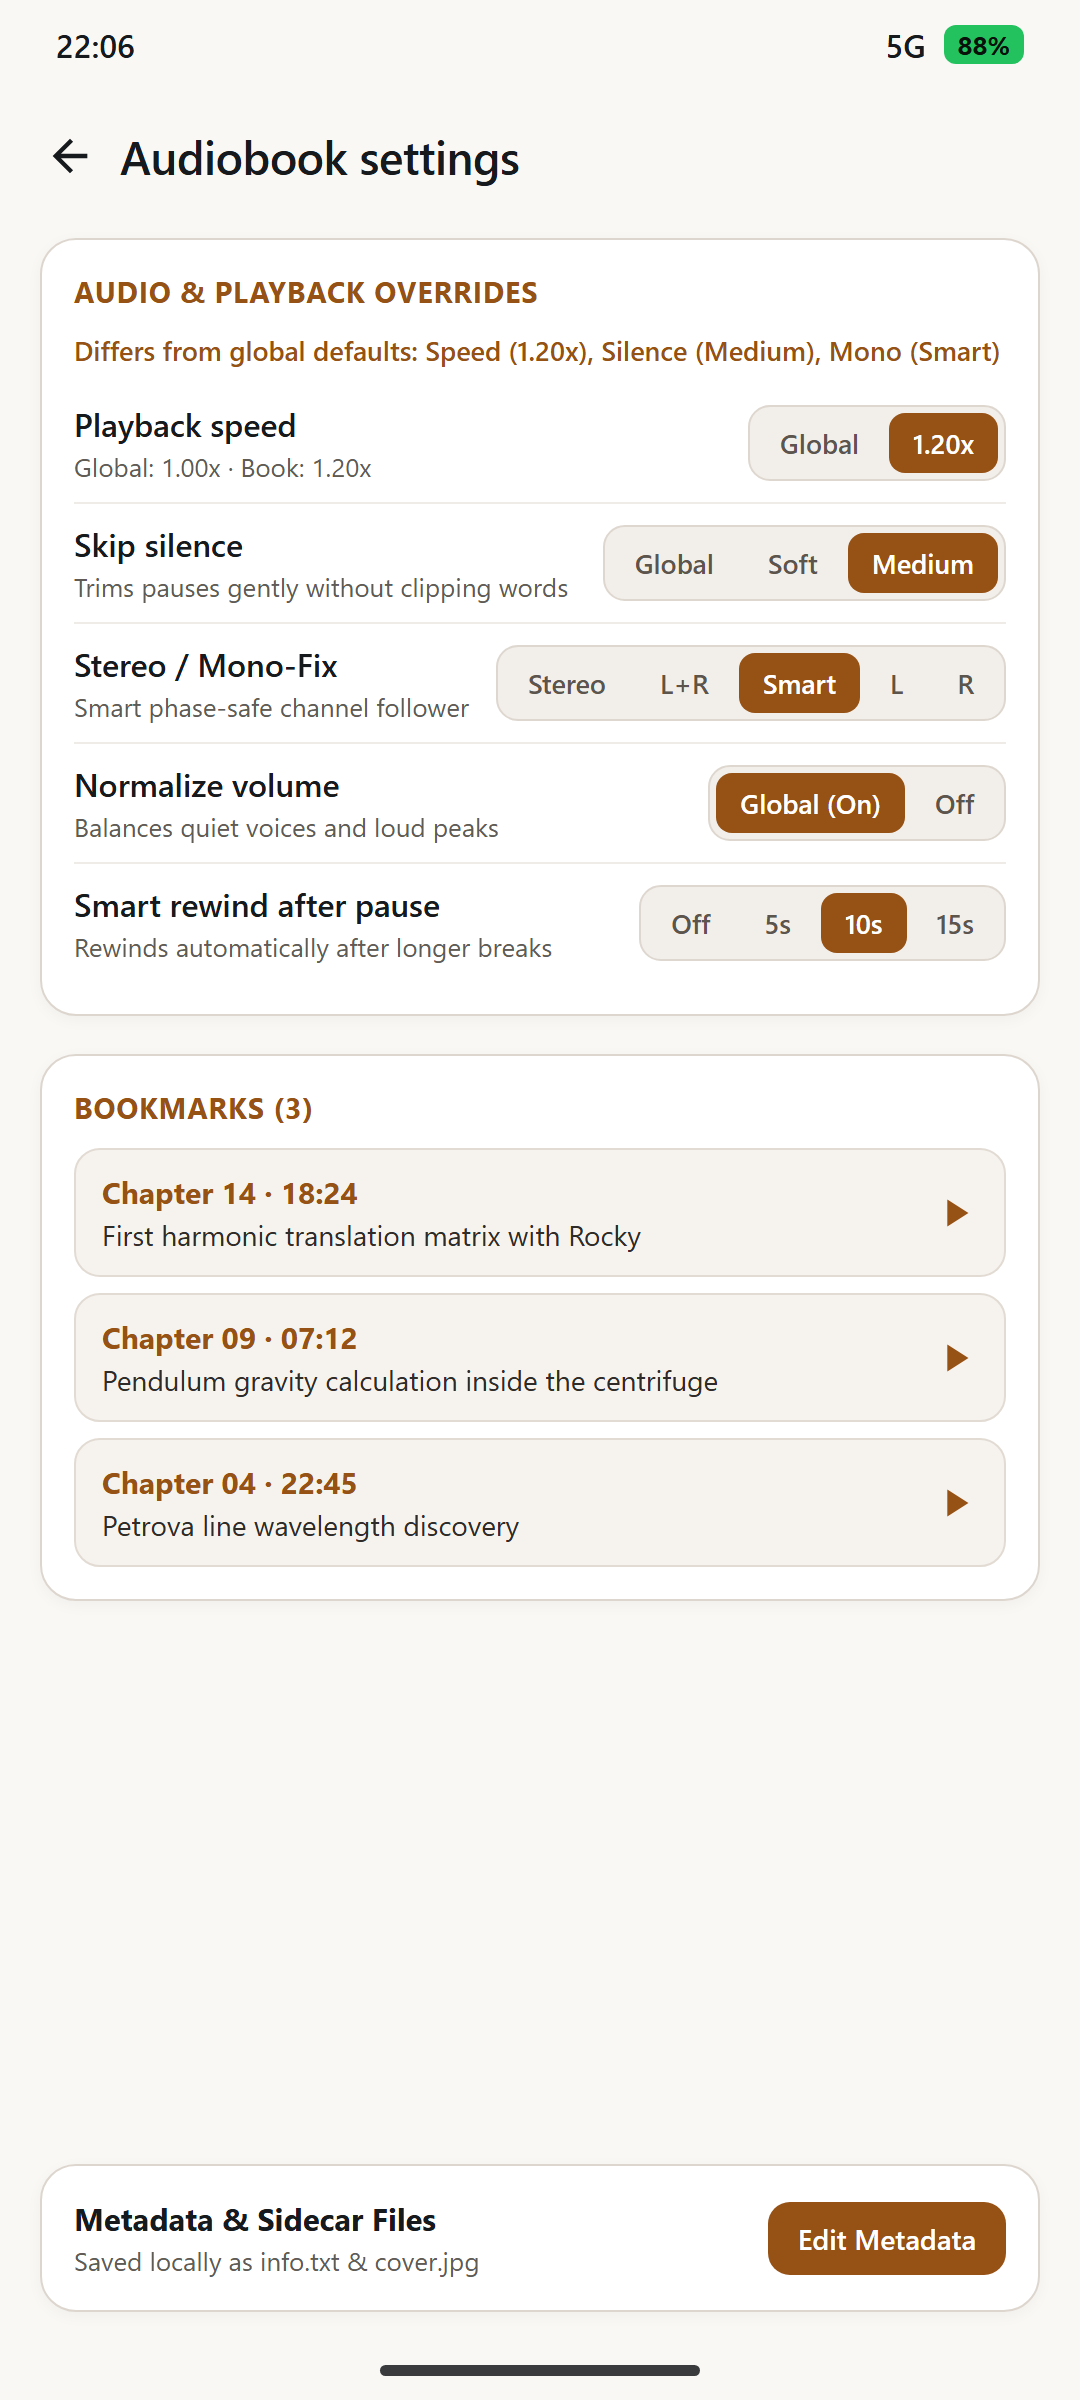 22:06
5G 88%
Audiobook settings
AUDIO & PLAYBACK OVERRIDES
Differs from global defaults: Speed (1.20x), Silence (Medium), Mono (Smart)
Playback speed
Global: 1.00x · Book: 1.20x
Global 1.20x
Skip silence
Trims pauses gently without clipping words
Global Soft Medium
Stereo / Mono-Fix
Smart phase-safe channel follower
Stereo L+R Smart L R
Normalize volume
Balances quiet voices and loud peaks
Global (On) Off
Smart rewind after pause
Rewinds automatically after longer breaks
Off 5s 10s 15s
BOOKMARKS (3)
Chapter 14 · 18:24
First harmonic translation matrix with Rocky
Chapter 09 · 07:12
Pendulum gravity calculation inside the centrifuge
Chapter 04 · 22:45
Petrova line wavelength discovery
Metadata & Sidecar Files
Saved locally as info.txt & cover.jpg
Edit Metadata